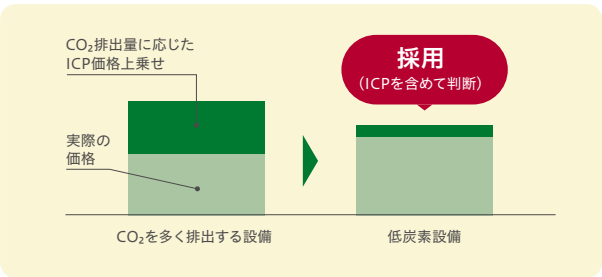 CO₂排出量に応じた
ICP価格上乗せ
採用
（ICPを含めて判断）
実際の
価格
CO₂を多く排出する設備
低炭素設備